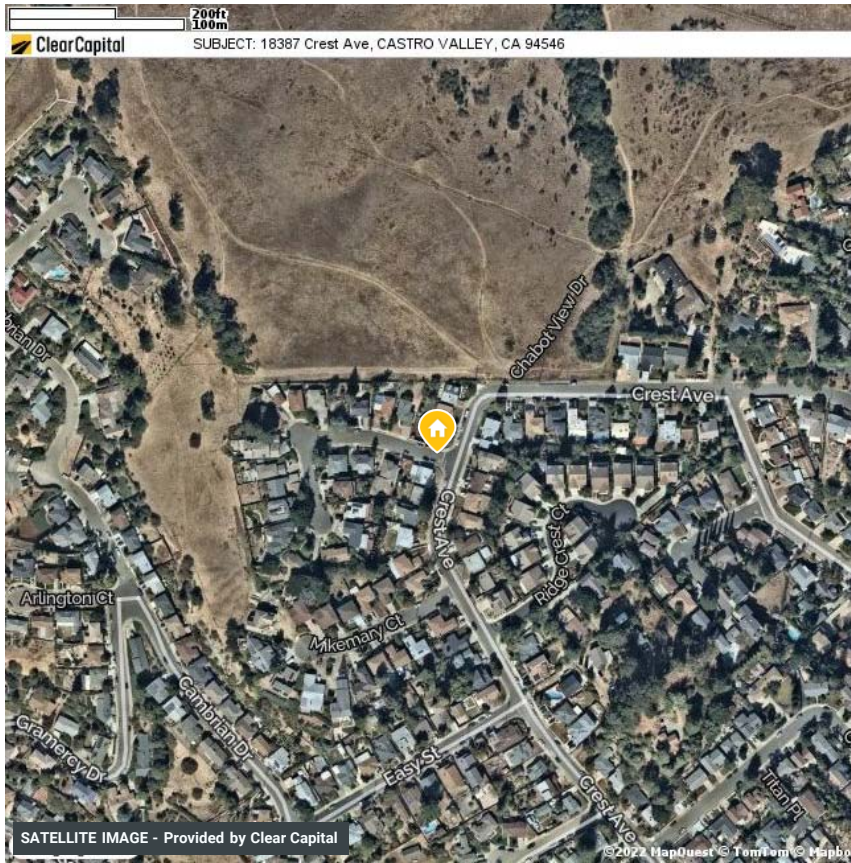 200ft
100m
ClearCapital
SUBJECT: 18387 Crest Ave, CASTRO VALLEY, CA 94546
Chabot View Dr
Crest Ave
brian Dr
Crest Ave
Ridge Crest Ct
Arlington Ct
Mikemary Ct
Cambrian Dr
Gramercy Dr
Easy St
Crest Ave
Titan Pl
SATELLITE IMAGE - Provided by Clear Capital
©2022 MapQuest © TomTom © Mapbo